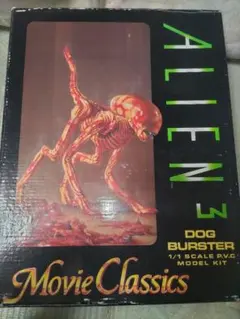 ALIEN 3
DOG
BURSTER
1/1 SCALE P.V.C
MODEL KIT
Movie Classics